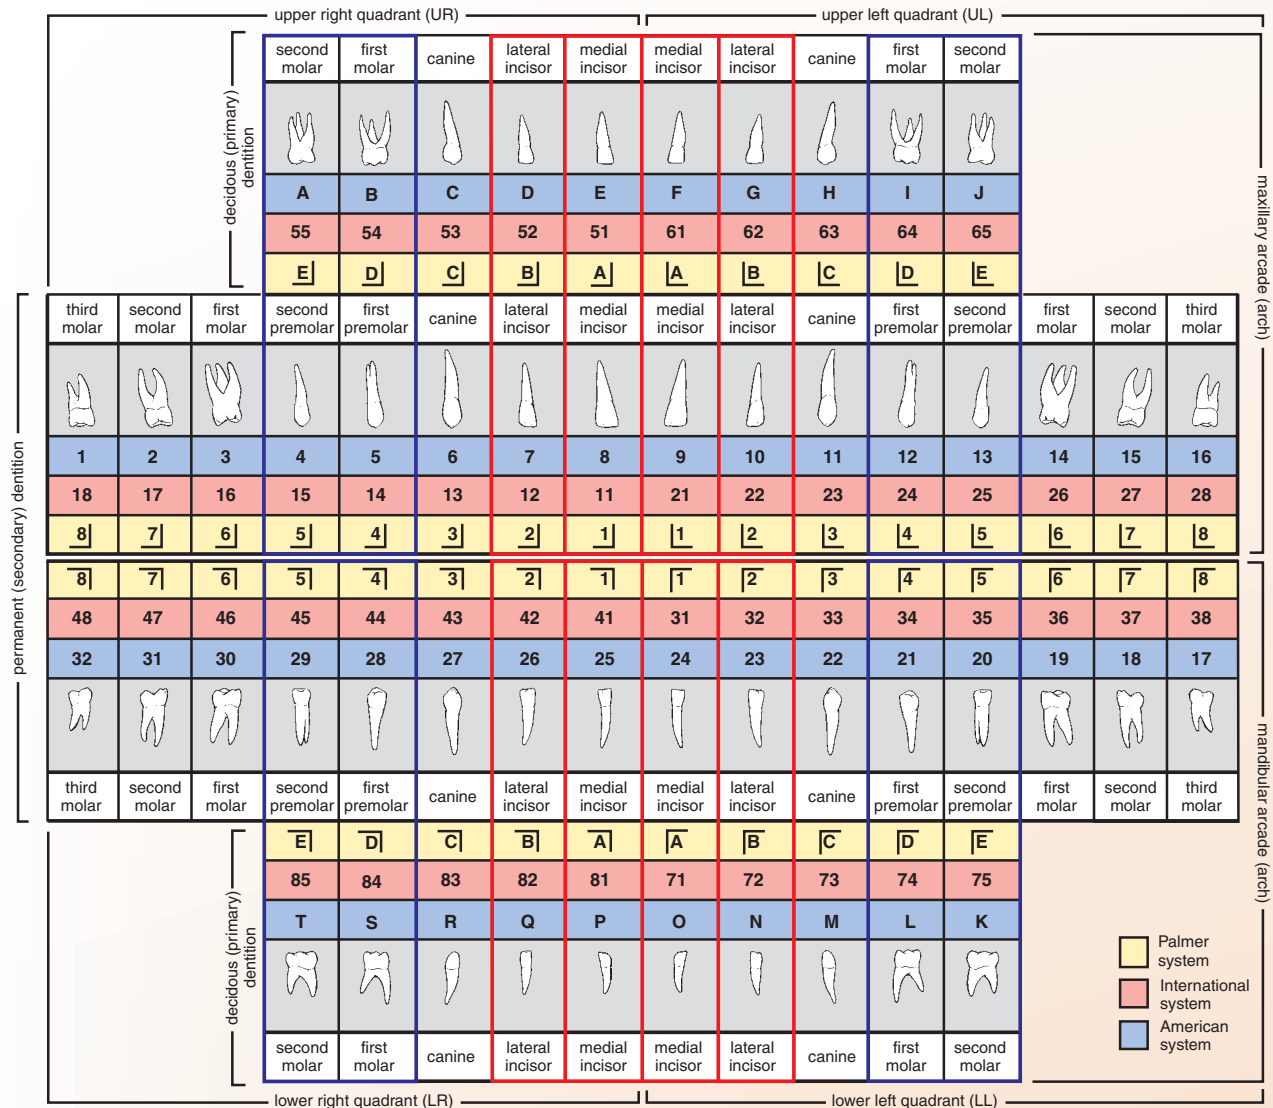 upper right quadrant (UR)
upper left quadrant (UL)
decidous (primary)
dentition
second
molar
first
molar
canine
lateral
incisor
medial
incisor
medial
incisor
lateral
incisor
canine
first
molar
second
molar
A B C D E F G H I J
55 54 53 52 51 61 62 63 64 65
E D C B A A B C D E
maxillary arcade (arch)
permanent (secondary) dentition
third
molar
second
molar
first
molar
second
premolar
first
premolar
canine
lateral
incisor
medial
incisor
medial
incisor
lateral
incisor
canine
first
premolar
second
premolar
first
molar
second
molar
third
molar
1 2 3 4 5 6 7 8 9 10 11 12 13 14 15 16
18 17 16 15 14 13 12 11 21 22 23 24 25 26 27 28
8 7 6 5 4 3 2 1 1 2 3 4 5 6 7 8
8 7 6 5 4 3 2 1 1 2 3 4 5 6 7 8
48 47 46 45 44 43 42 41 31 32 33 34 35 36 37 38
32 31 30 29 28 27 26 25 24 23 22 21 20 19 18 17
third
molar
second
molar
first
molar
second
premolar
first
premolar
canine
lateral
incisor
medial
incisor
medial
incisor
lateral
incisor
canine
first
premolar
second
premolar
first
molar
second
molar
third
molar
mandibular arcade (arch)
decidous (primary)
dentition
E D C B A A B C D E
85 84 83 82 81 71 72 73 74 75
T S R Q P O N M L K
second
molar
first
molar
canine
lateral
incisor
medial
incisor
medial
incisor
lateral
incisor
canine
first
molar
second
molar
Palmer
system
International
system
American
system
lower right quadrant (LR)
lower left quadrant (LL)